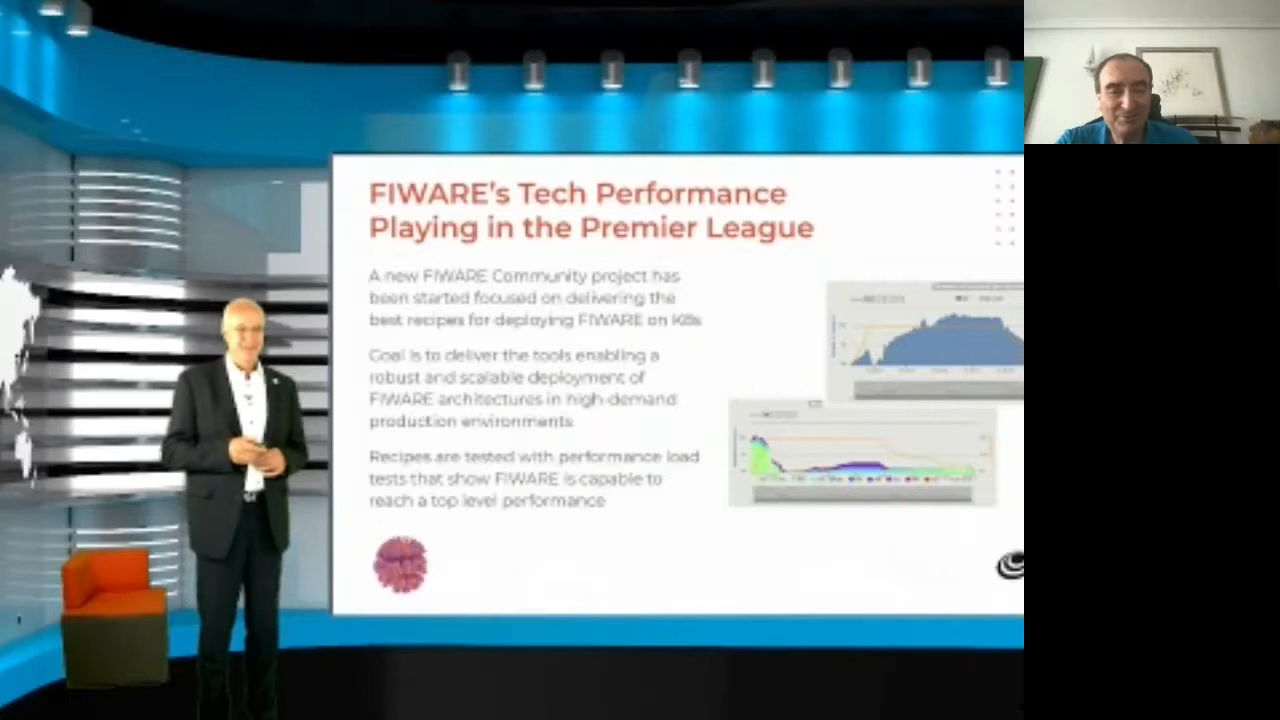 FIWARE's Tech Performance
Playing in the Premier League
A new FIWARE Community project has
been started focused on delivering the
best recipes for deploying FIWARE on K8s
Goal is to deliver the tools enabling a
robust and scalable deployment of
FIWARE architectures in high-demand
production environments
Recipes are tested with performance load
tests that show FIWARE is capable to
reach a top level performance